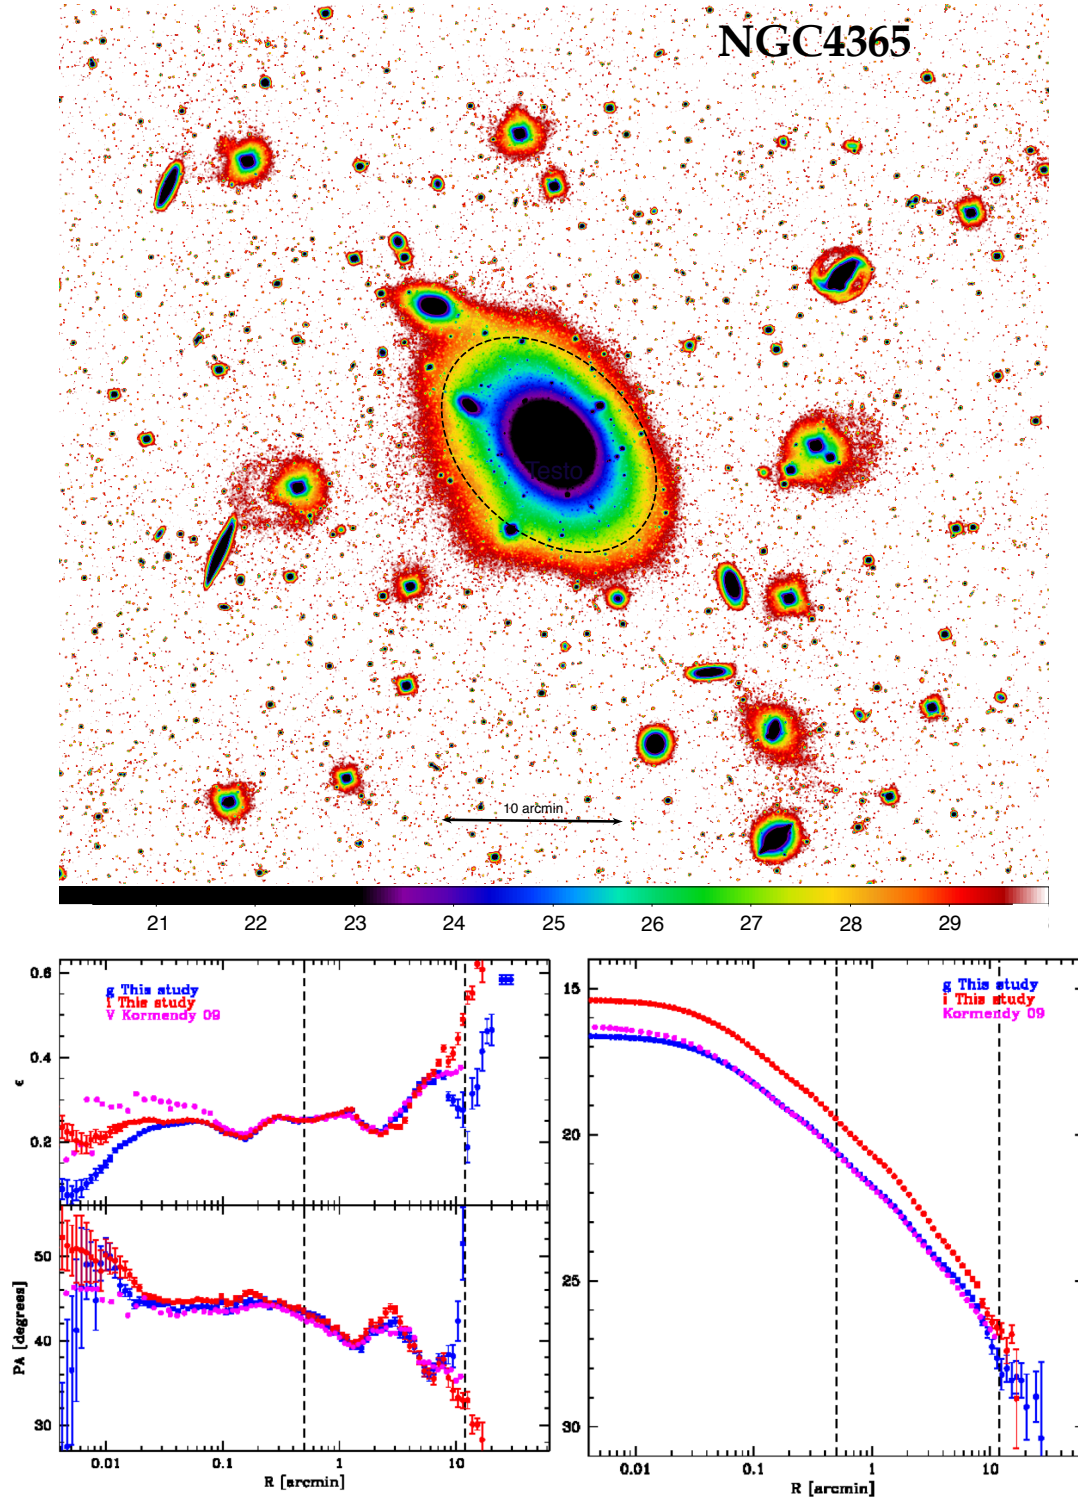 NGC4365
Testo
10 arcmin
21 22 23 24 25 26 27 28 29
0.6
0.4
0.2
ϵ
g This study
i This study
V Kormendy 09
50
40
30
PA [degrees]
0.01 0.1 1 10
R [arcmin]
15
20
25
30
g This study
i This study
Kormendy 09
0.01 0.1 1 10
R [arcmin]